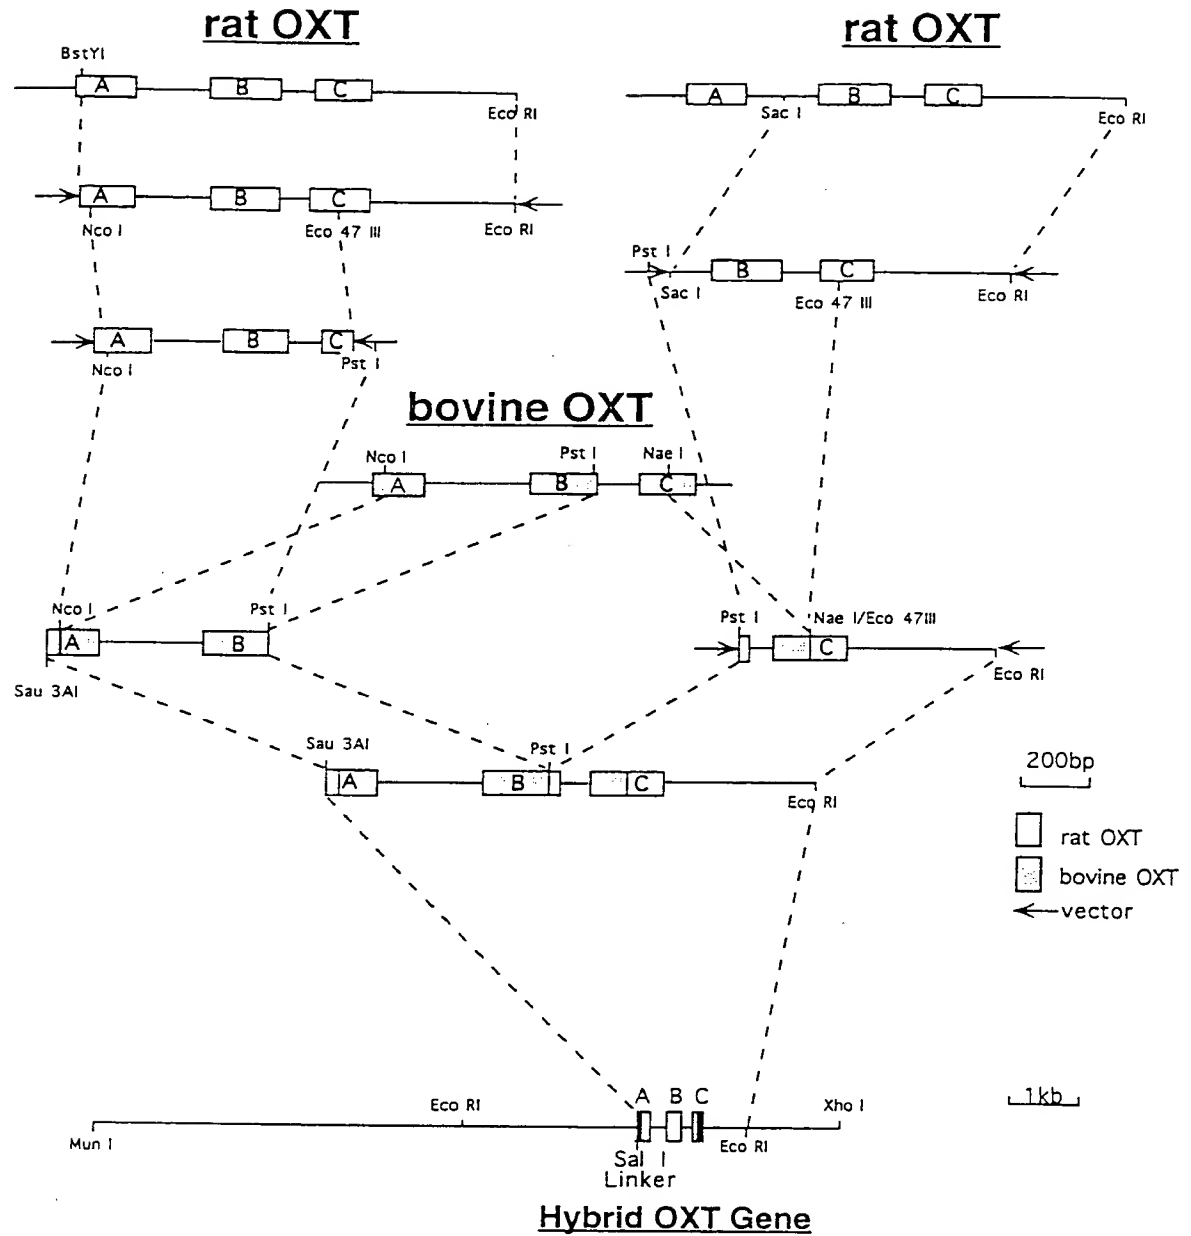 rat OXT
rat OXT
BstYI
A B C
Eco RI
A B C
Sac I
Eco RI
A B C
Nco I
Eco 47 III
Eco RI
Pst I
B C
Sac I
Eco 47 III
Eco RI
A B C
Nco I
Pst I
bovine OXT
Nco I
Pst I
Nae I
A B C
Nco I
Pst I
A B
Sau 3AI
Pst I
Nae I/Eco 47III
C
Eco RI
Sau 3AI
Pst I
A B C
Eco RI
200bp
rat OXT
bovine OXT
vector
1kb
A B C
Eco RI
Xho I
Mun I
Sal I
Linker
Eco RI
Hybrid OXT Gene